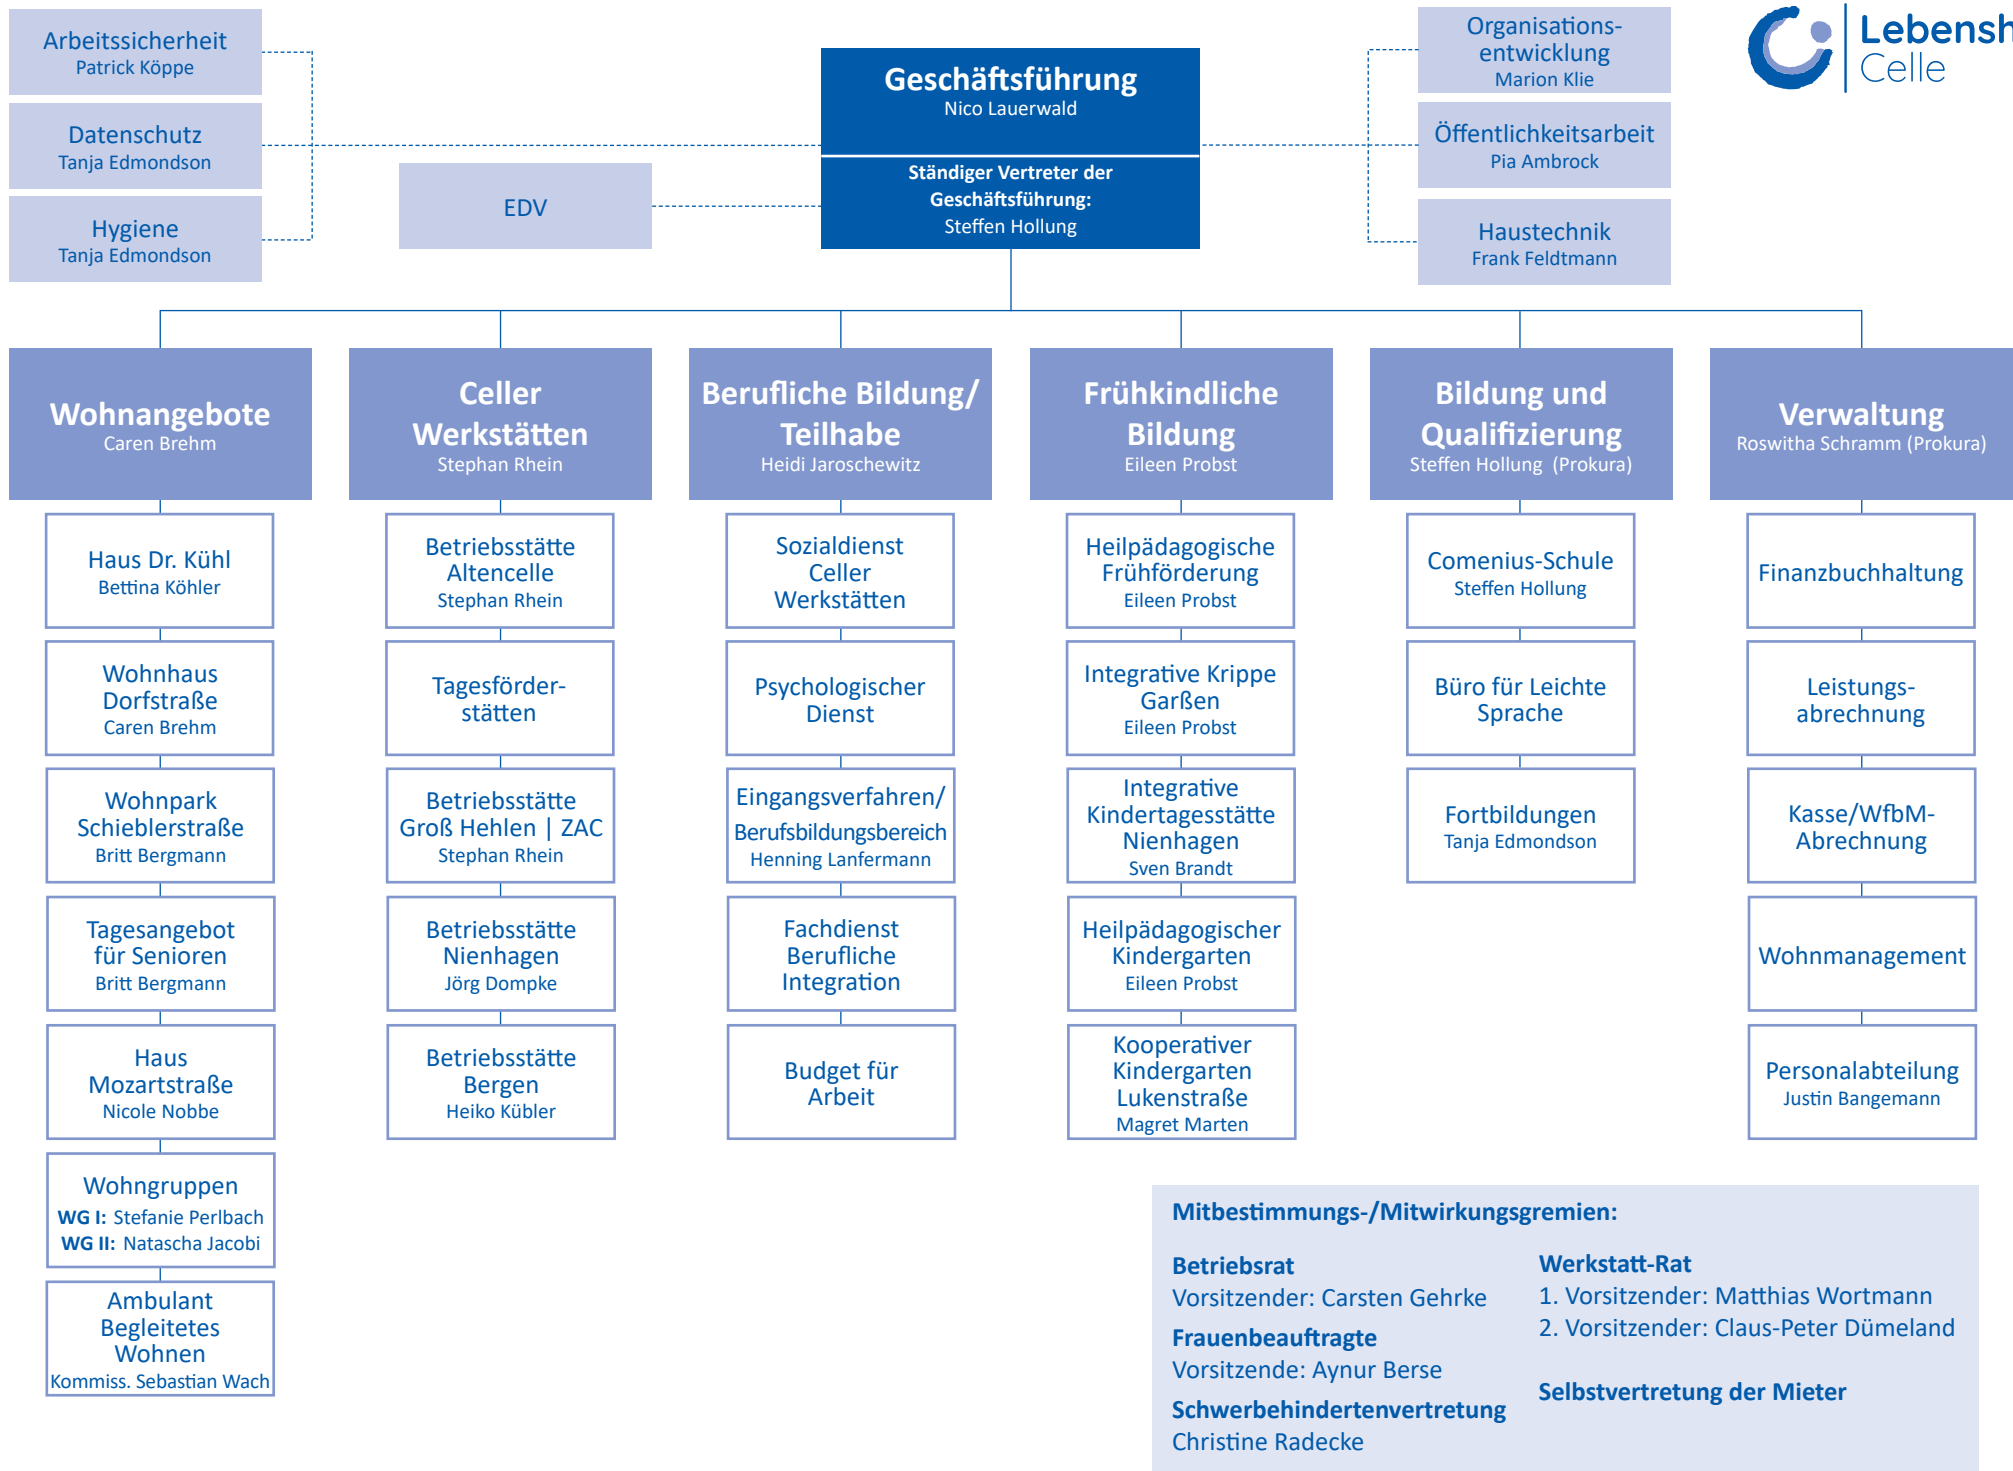 Arbeitssicherheit
Patrick Köppe
Datenschutz
Tanja Edmondson
Hygiene
Tanja Edmondson
EDV
Geschäftsführung
Nico Lauerwald
Ständiger Vertreter der
Geschäftsführung:
Steffen Hollung
Organisations-
entwicklung
Marion Klie
Öffentlichkeitsarbeit
Pia Ambrock
Haustechnik
Frank Feldtmann
Lebensh
Celle
Wohnangebote
Caren Brehm
Haus Dr. Kühl
Bettina Köhler
Wohnhaus
Dorfstraße
Caren Brehm
Wohnpark
Schieblerstraße
Britt Bergmann
Tagesangebot
für Senioren
Britt Bergmann
Haus
Mozartstraße
Nicole Nobbe
Wohngruppen
WG I: Stefanie Perlbach
WG II: Natascha Jacobi
Ambulant
Begleitetes
Wohnen
Kommiss. Sebastian Wach
Celler
Werkstätten
Stephan Rhein
Betriebsstätte
Altencelle
Stephan Rhein
Tagesförder-
stätten
Betriebsstätte
Groß Hehlen | ZAC
Stephan Rhein
Betriebsstätte
Nienhagen
Jörg Dompke
Betriebsstätte
Bergen
Heiko Kübler
Berufliche Bildung/
Teilhabe
Heidi Jaroschewitz
Sozialdienst
Celler
Werkstätten
Psychologischer
Dienst
Eingangsverfahren/
Berufsbildungsbereich
Henning Lanfermann
Fachdienst
Berufliche
Integration
Budget für
Arbeit
Frühkindliche
Bildung
Eileen Probst
Heilpädagogische
Frühförderung
Eileen Probst
Integrative Krippe
Garßen
Eileen Probst
Integrative
Kindertagesstätte
Nienhagen
Sven Brandt
Heilpädagogischer
Kindergarten
Eileen Probst
Kooperativer
Kindergarten
Lukenstraße
Magret Marten
Bildung und
Qualifizierung
Steffen Hollung (Prokura)
Comenius-Schule
Steffen Hollung
Büro für Leichte
Sprache
Fortbildungen
Tanja Edmondson
Verwaltung
Roswitha Schramm (Prokura)
Finanzbuchhaltung
Leistungs-
abrechnung
Kasse/WfbM-
Abrechnung
Wohnmanagement
Personalabteilung
Justin Bangemann
Mitbestimmungs-/Mitwirkungsgremien:
Betriebsrat
Vorsitzender: Carsten Gehrke
Frauenbeauftragte
Vorsitzende: Aynur Berse
Schwerbehindertenvertretung
Christine Radecke
Werkstatt-Rat
1. Vorsitzender: Matthias Wortmann
2. Vorsitzender: Claus-Peter Dümeland
Selbstvertretung der Mieter